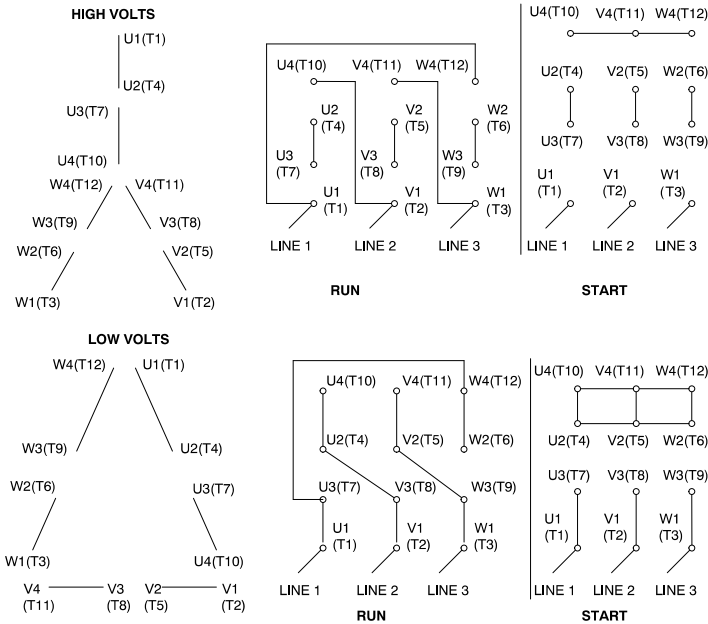 HIGH VOLTS
U1(T1)
U2(T4)
U3(T7)
U4(T10)
W4(T12) V4(T11)
W3(T9) V3(T8)
W2(T6) V2(T5)
W1(T3) V1(T2)
U4(T10) V4(T11) W4(T12)
U2 (T4) V2 (T5) W2 (T6)
U3 (T7) V3 (T8) W3 (T9)
U1 (T1) V1 (T2) W1 (T3)
LINE 1 LINE 2 LINE 3
RUN
U4(T10) V4(T11) W4(T12)
U2(T4) V2(T5) W2(T6)
U3(T7) V3(T8) W3(T9)
U1 (T1) V1 (T2) W1 (T3)
LINE 1 LINE 2 LINE 3
START
LOW VOLTS
W4(T12) U1(T1)
W3(T9) U2(T4)
W2(T6) U3(T7)
W1(T3) U4(T10)
V4 (T11) V3 (T8) V2 (T5) V1 (T2)
U4(T10) V4(T11) W4(T12)
U2(T4) V2(T5) W2(T6)
U3(T7) V3(T8) W3(T9)
U1 (T1) V1 (T2) W1 (T3)
LINE 1 LINE 2 LINE 3
RUN
U4(T10) V4(T11) W4(T12)
U2(T4) V2(T5) W2(T6)
U3(T7) V3(T8) W3(T9)
U1 (T1) V1 (T2) W1 (T3)
LINE 1 LINE 2 LINE 3
START